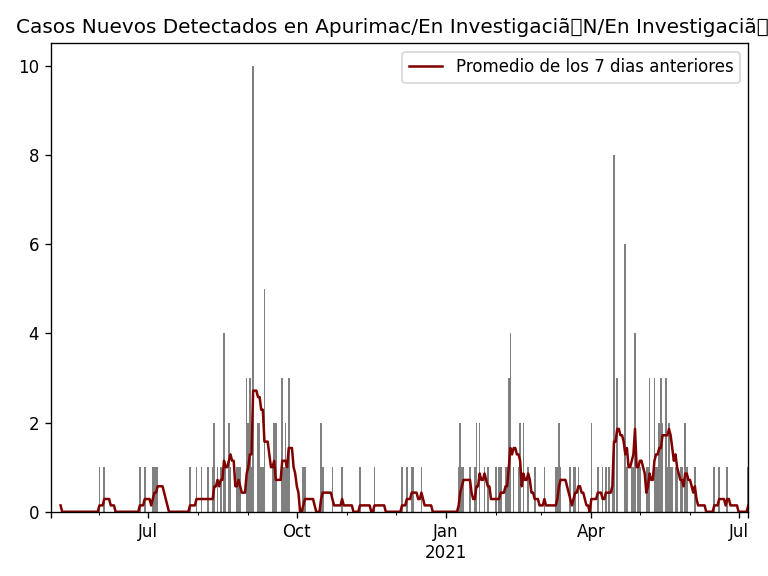 Casos Nuevos Detectados en Apurimac/En Investigaciã▯N/En Investigaciã▯
Promedio de los 7 dias anteriores
10
8
6
4
2
0
Jul Oct Jan Apr Jul
2021